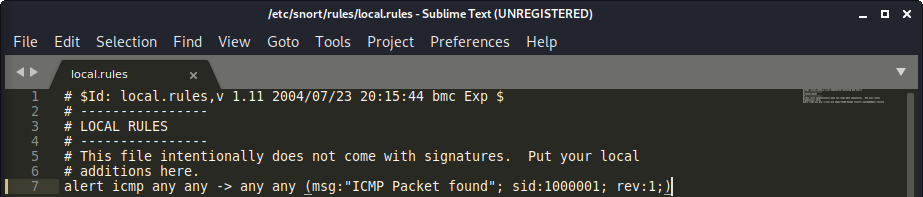 /etc/snort/rules/local.rules - Sublime Text (UNREGISTERED)
File Edit Selection Find View Goto Tools Project Preferences Help
local.rules
1 # $Id: local.rules,v 1.11 2004/07/23 20:15:44 bmc Exp $
2 # ----------------
3 # LOCAL RULES
4 # ----------------
5 # This file intentionally does not come with signatures.  Put your local
6 # additions here.
7 alert icmp any any -> any any (msg:"ICMP Packet found"; sid:1000001; rev:1;)